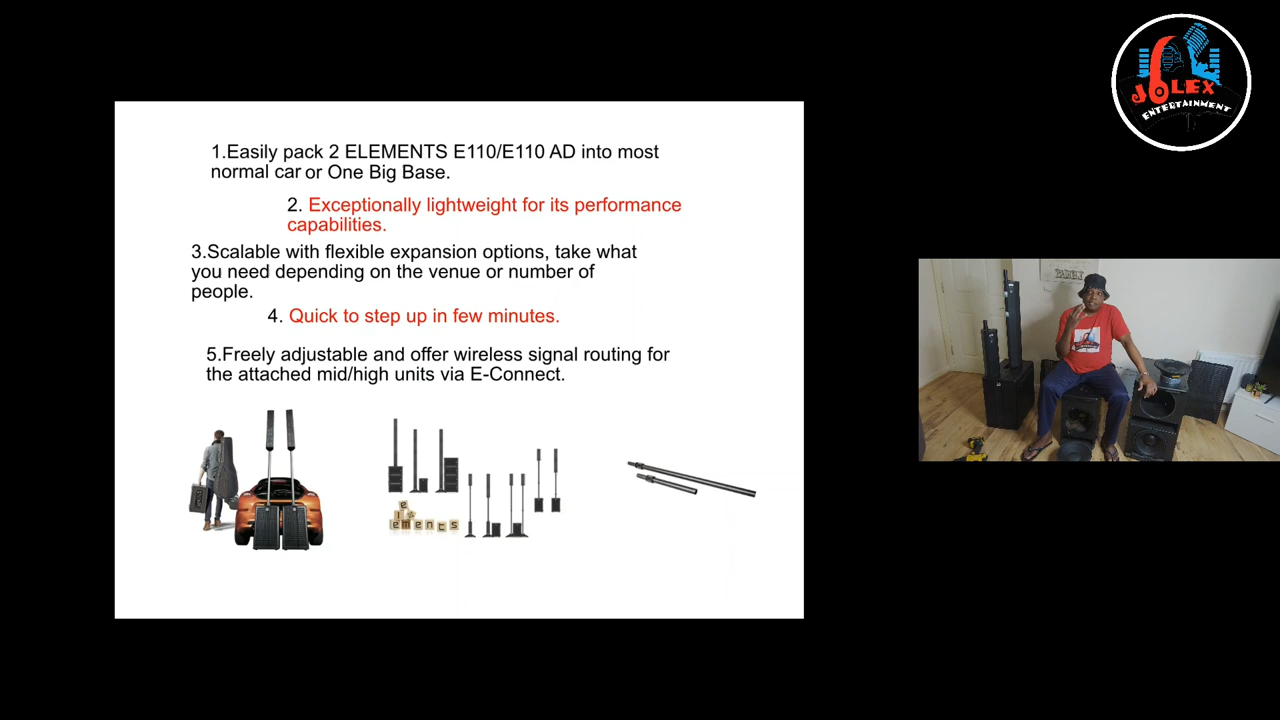 JOLEX
ENTERTAINMENT
1.Easily pack 2 ELEMENTS E110/E110 AD into most
normal car or One Big Base.
2. Exceptionally lightweight for its performance
capabilities.
3.Scalable with flexible expansion options, take what
you need depending on the venue or number of
people.
4. Quick to step up in few minutes.
5.Freely adjustable and offer wireless signal routing for
the attached mid/high units via E-Connect.
elements